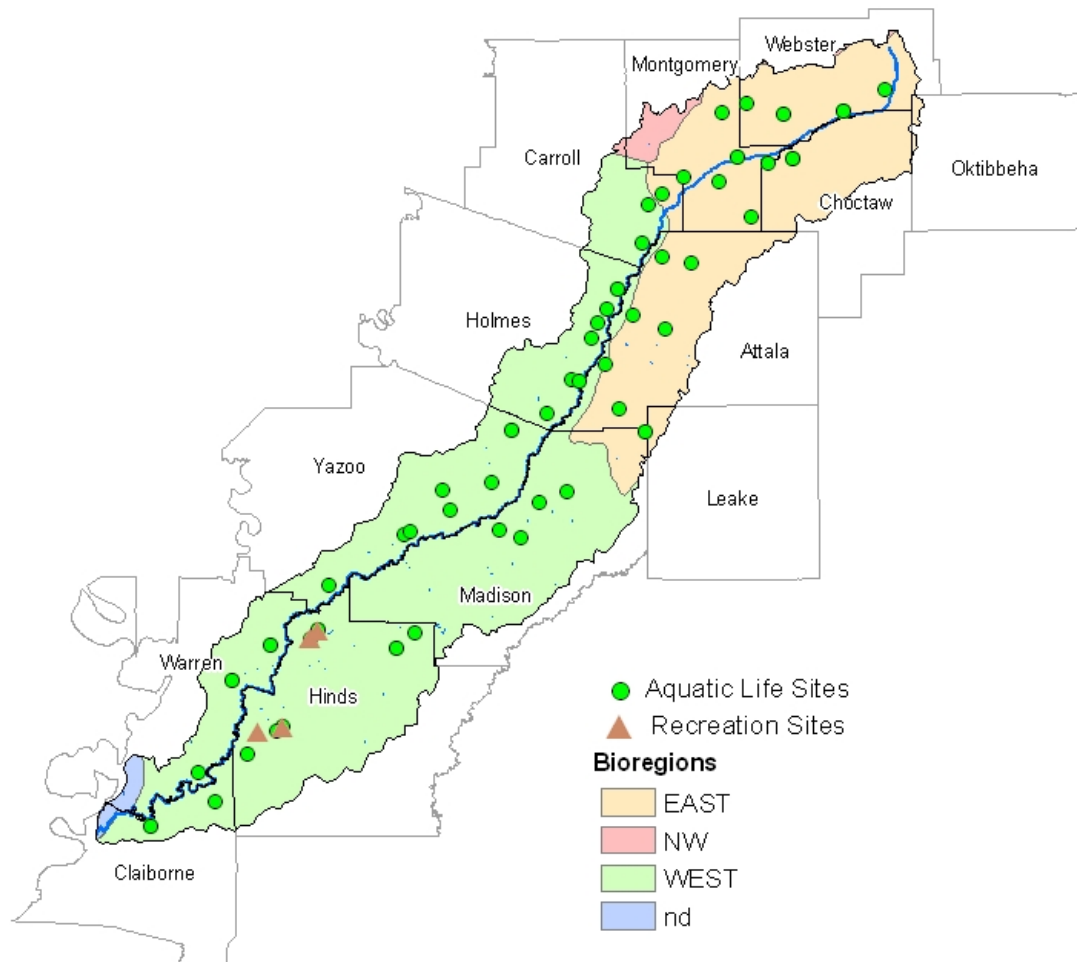 Webster
Montgomery
Carroll
Oktibbeha
Choctaw
Holmes
Attala
Yazoo
Leake
Madison
Warren
Hinds
Claiborne
Aquatic Life Sites
Recreation Sites
Bioregions
EAST
NW
WEST
nd